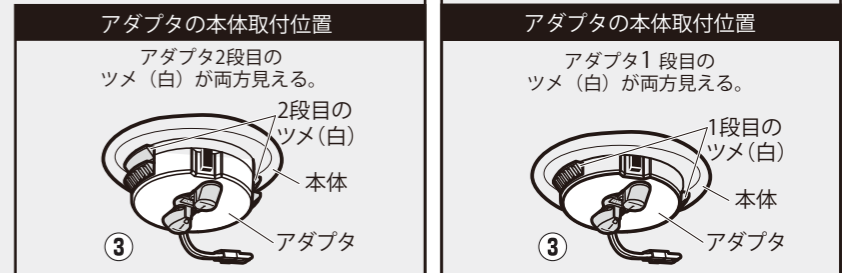 アダプタの本体取付位置
アダプタ2段目の
ツメ（白）が両方見える。
2段目の
ツメ（白）
本体
アダプタ
③
アダプタの本体取付位置
アダプタ1 段目の
ツメ（白）が両方見える。
1段目の
ツメ（白）
本体
アダプタ
③